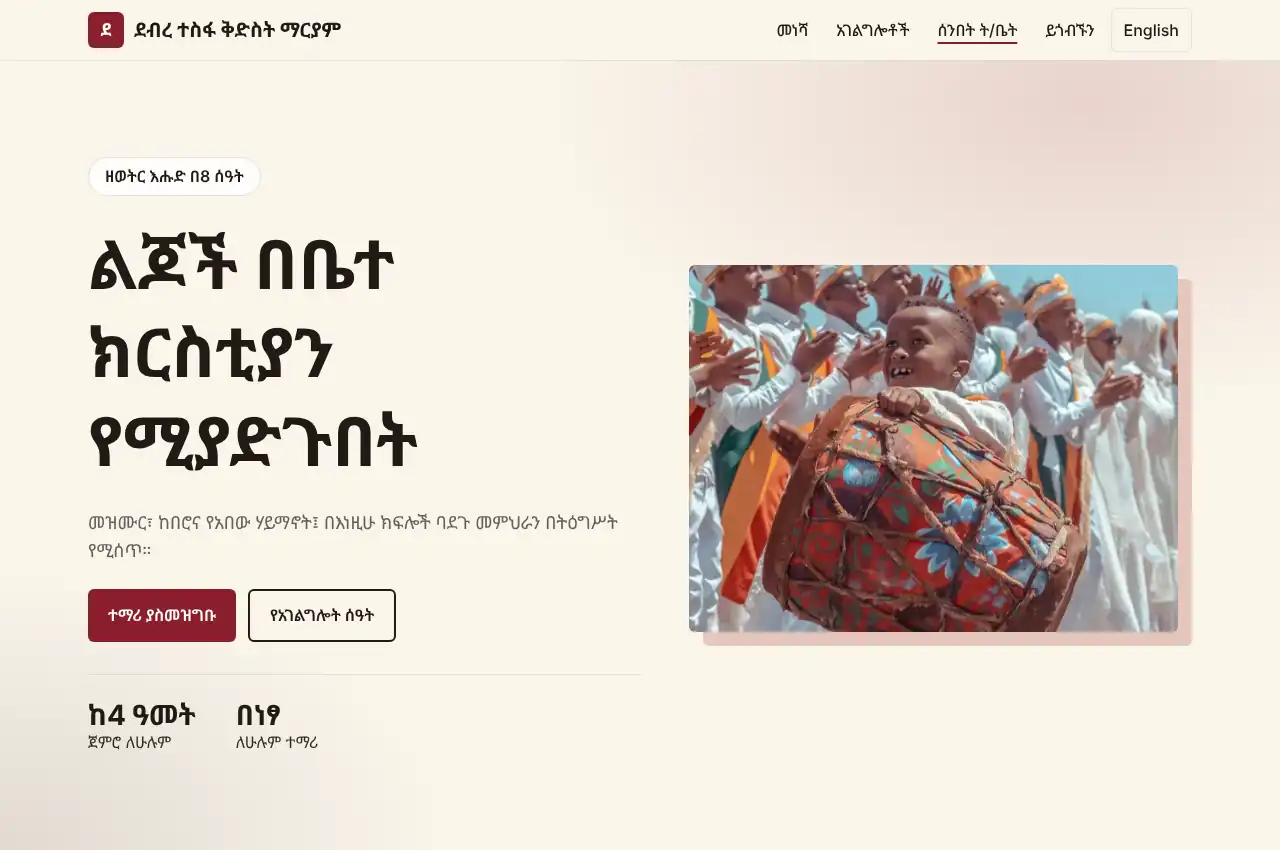 ደ
ደብረ ተስፋ ቅድስት ማርያም
መነሻ
አገልግሎቶች
ሰንበት ት/ቤት
ይጎብኙን
English
ዘወትር እሑድ በ8 ሰዓት
ልጆች በቤተ
ክርስቲያን
የሚያድጉበት
መዝሙር፣ ከበሮና የአበው ሃይማኖት፤ በእነዚሁ ክፍሎች ባደጉ መምህራን በትዕግሥት
የሚሰጥ።
ተማሪ ያስመዝግቡ
የአገልግሎት ሰዓት
ከ4 ዓመት
ጀምሮ ለሁሉም
በነፃ
ለሁሉም ተማሪ